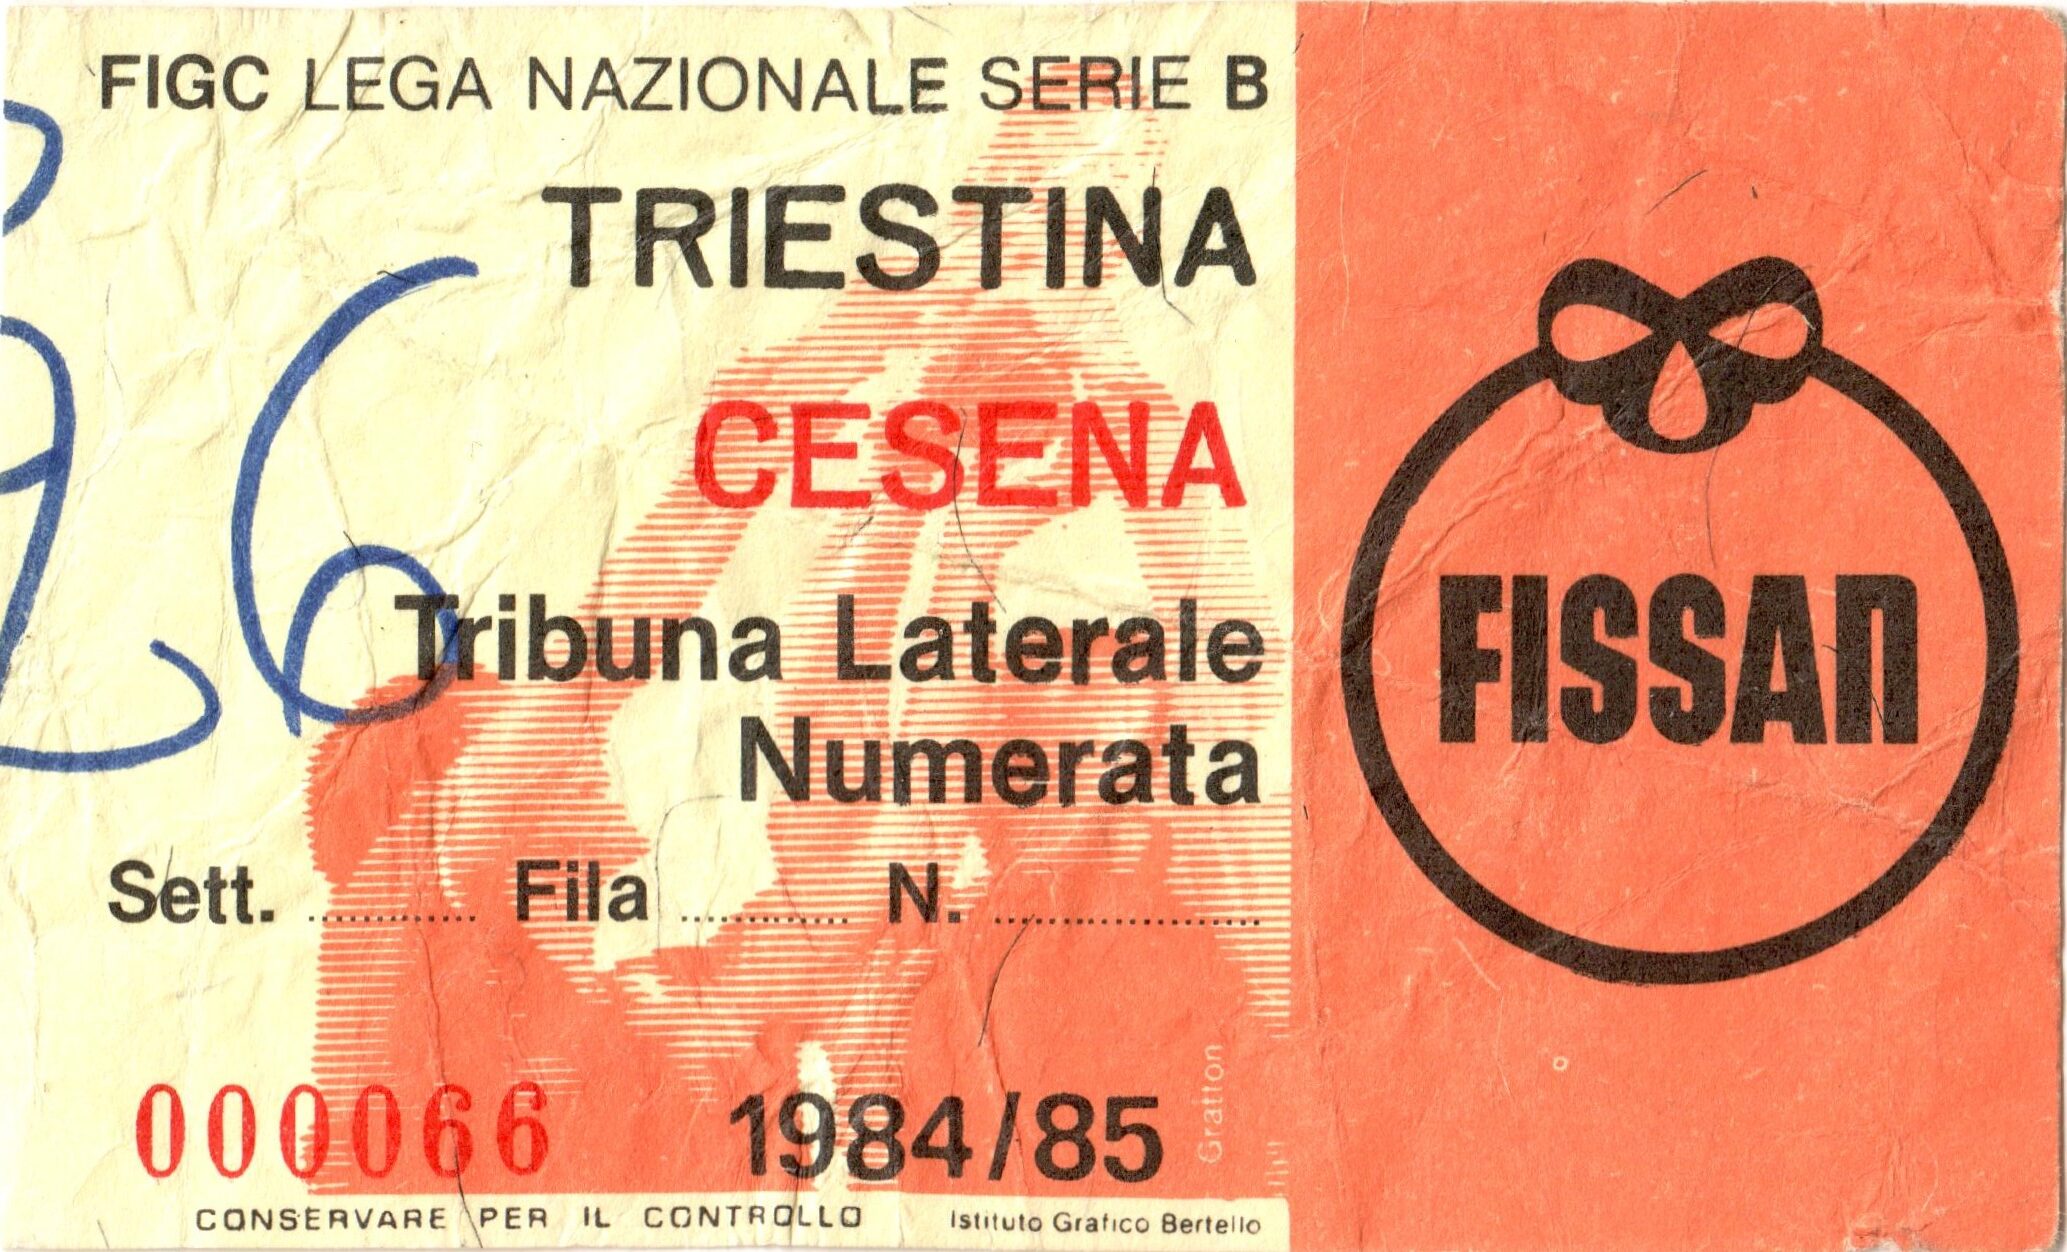 FIGC LEGA NAZIONALE SERIE B
TRIESTINA
CESENA
Tribuna Laterale
Numerata
Sett. ............ Fila ............ N. ....................
000066
1984/85
Gratton
CONSERVARE PER IL CONTROLLO
Istituto Grafico Bertello
FISSAN